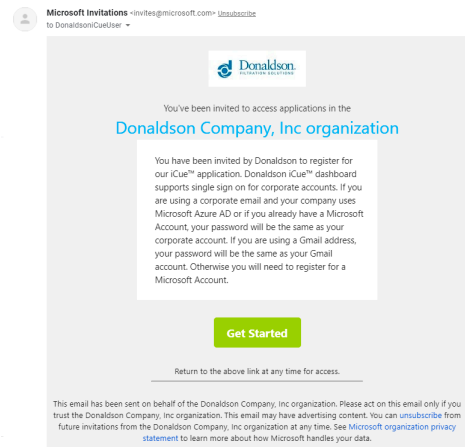 Microsoft Invitations <invites@microsoft.com> Unsubscribe
to DonaldsoniCueUser
Donaldson.
FILTRATION SOLUTIONS
You've been invited to access applications in the
Donaldson Company, Inc organization
You have been invited by Donaldson to register for
our iCue™ application. Donaldson iCue™ dashboard
supports single sign on for corporate accounts. If you
are using a corporate email and your company uses
Microsoft Azure AD or if you already have a Microsoft
Account, your password will be the same as your
corporate account. If you are using a Gmail address,
your password will be the same as your Gmail
account. Otherwise you will need to register for a
Microsoft Account.
Get Started
Return to the above link at any time for access.
This email has been sent on behalf of the Donaldson Company, Inc organization. Please act on this email only if you
trust the Donaldson Company, Inc organization. This email may have advertising content. You can unsubscribe from
future invitations from the Donaldson Company, Inc organization at any time. See Microsoft organization privacy
statement to learn more about how Microsoft handles your data.